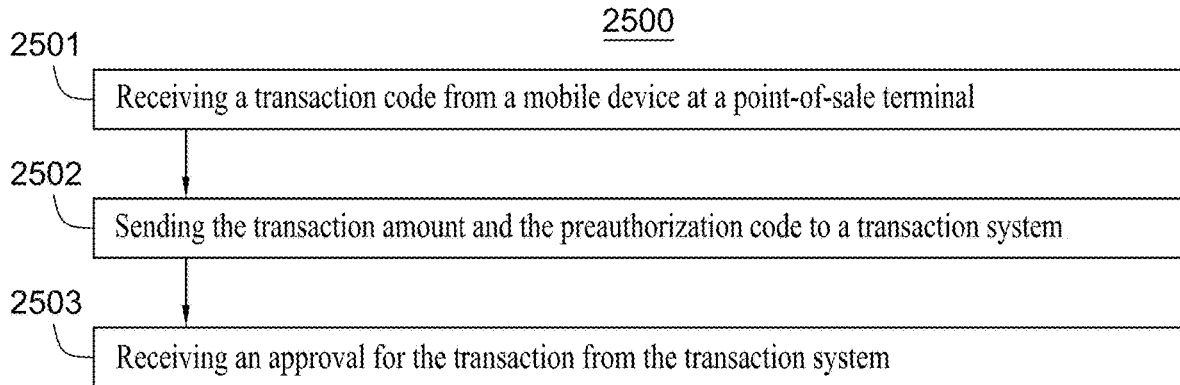 2500
2501
Receiving a transaction code from a mobile device at a point-of-sale terminal
2502
Sending the transaction amount and the preauthorization code to a transaction system
2503
Receiving an approval for the transaction from the transaction system